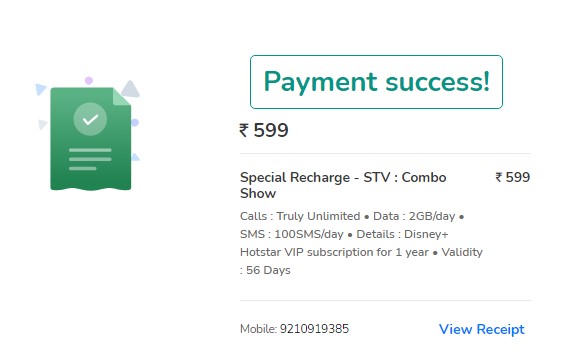 Payment success!
₹ 599
Special Recharge - STV : Combo ₹ 599
Show
Calls : Truly Unlimited • Data : 2GB/day •
SMS : 100SMS/day • Details : Disney+
Hotstar VIP subscription for 1 year • Validity
: 56 Days
Mobile: 9210919385 View Receipt